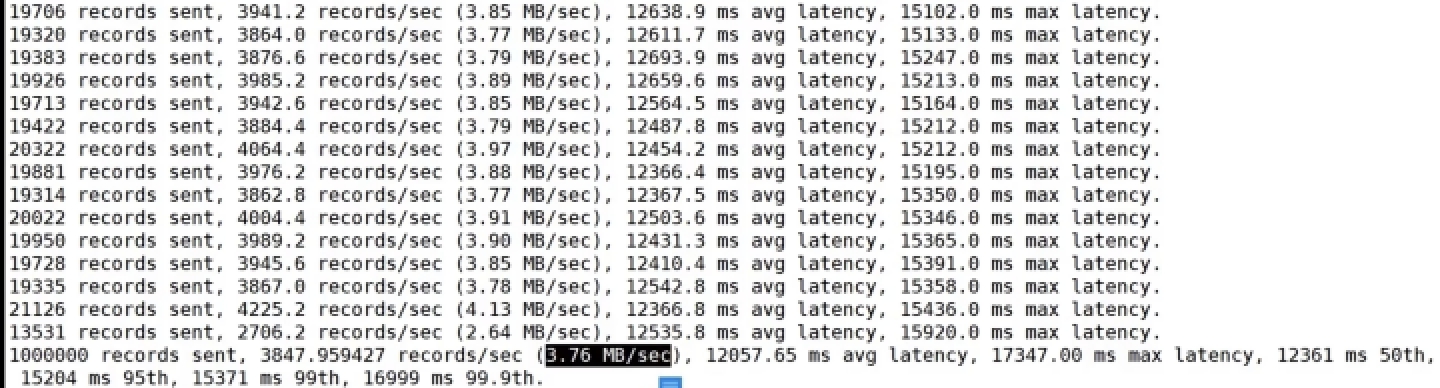 19706 records sent, 3941.2 records/sec (3.85 MB/sec), 12638.9 ms avg latency, 15102.0 ms max latency.
19320 records sent, 3864.0 records/sec (3.77 MB/sec), 12611.7 ms avg latency, 15133.0 ms max latency.
19383 records sent, 3876.6 records/sec (3.79 MB/sec), 12693.9 ms avg latency, 15247.0 ms max latency.
19926 records sent, 3985.2 records/sec (3.89 MB/sec), 12659.6 ms avg latency, 15213.0 ms max latency.
19713 records sent, 3942.6 records/sec (3.85 MB/sec), 12564.5 ms avg latency, 15164.0 ms max latency.
19422 records sent, 3884.4 records/sec (3.79 MB/sec), 12487.8 ms avg latency, 15212.0 ms max latency.
20322 records sent, 4064.4 records/sec (3.97 MB/sec), 12454.2 ms avg latency, 15212.0 ms max latency.
19881 records sent, 3976.2 records/sec (3.88 MB/sec), 12366.4 ms avg latency, 15195.0 ms max latency.
19314 records sent, 3862.8 records/sec (3.77 MB/sec), 12367.5 ms avg latency, 15350.0 ms max latency.
20022 records sent, 4004.4 records/sec (3.91 MB/sec), 12503.6 ms avg latency, 15346.0 ms max latency.
19950 records sent, 3989.2 records/sec (3.90 MB/sec), 12431.3 ms avg latency, 15365.0 ms max latency.
19728 records sent, 3945.6 records/sec (3.85 MB/sec), 12410.4 ms avg latency, 15391.0 ms max latency.
19335 records sent, 3867.0 records/sec (3.78 MB/sec), 12542.8 ms avg latency, 15358.0 ms max latency.
21126 records sent, 4225.2 records/sec (4.13 MB/sec), 12366.8 ms avg latency, 15436.0 ms max latency.
13531 records sent, 2706.2 records/sec (2.64 MB/sec), 12535.8 ms avg latency, 15920.0 ms max latency.
1000000 records sent, 3847.959427 records/sec (3.76 MB/sec), 12057.65 ms avg latency, 17347.00 ms max latency, 12361 ms 50th,
15204 ms 95th, 15371 ms 99th, 16999 ms 99.9th.